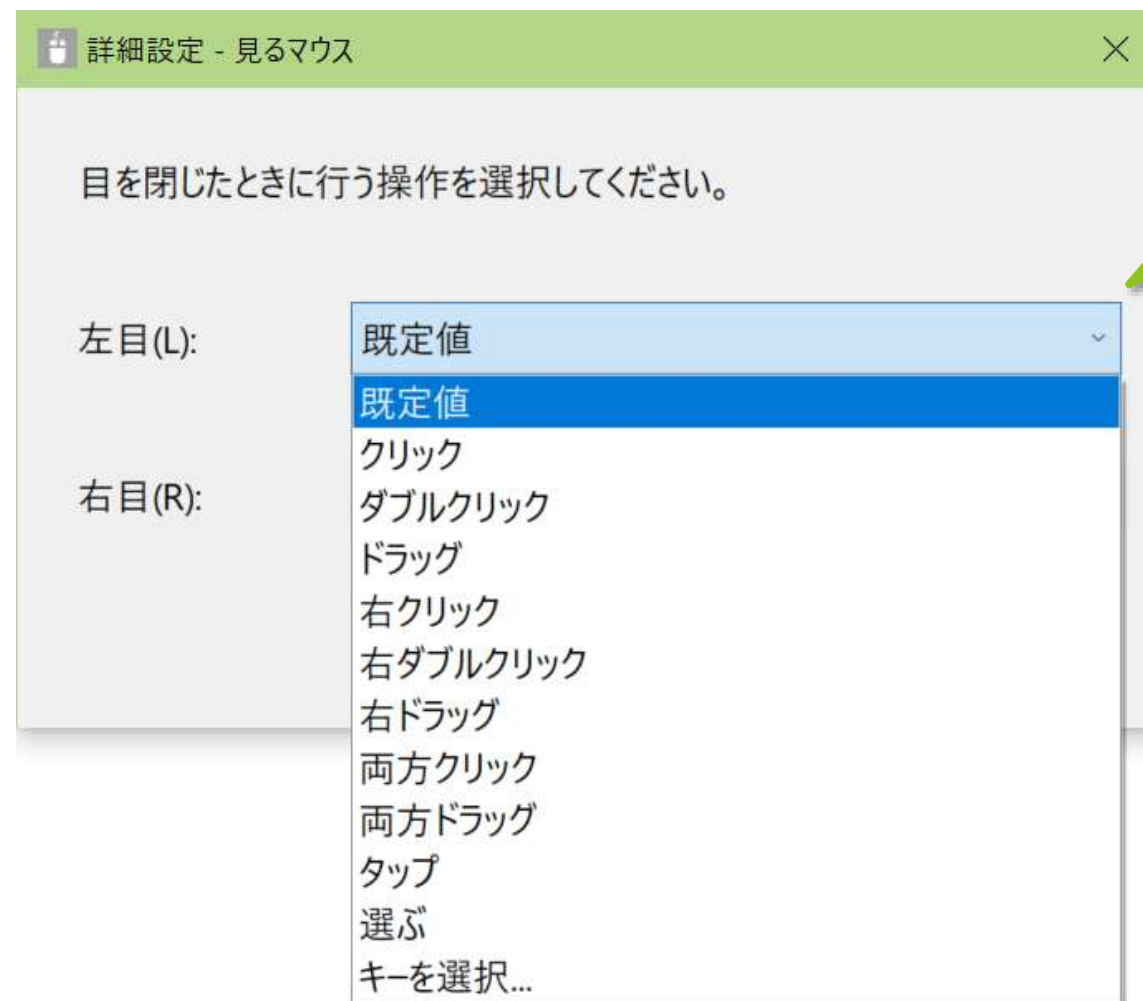 詳細設定 - 見るマウス
目を閉じたときに行う操作を選択してください。
左目(L):
既定値
既定値
クリック
ダブルクリック
右目(R):
ドラッグ
右クリック
右ダブルクリック
右ドラッグ
両方クリック
両方ドラッグ
タップ
選ぶ
キーを選択...